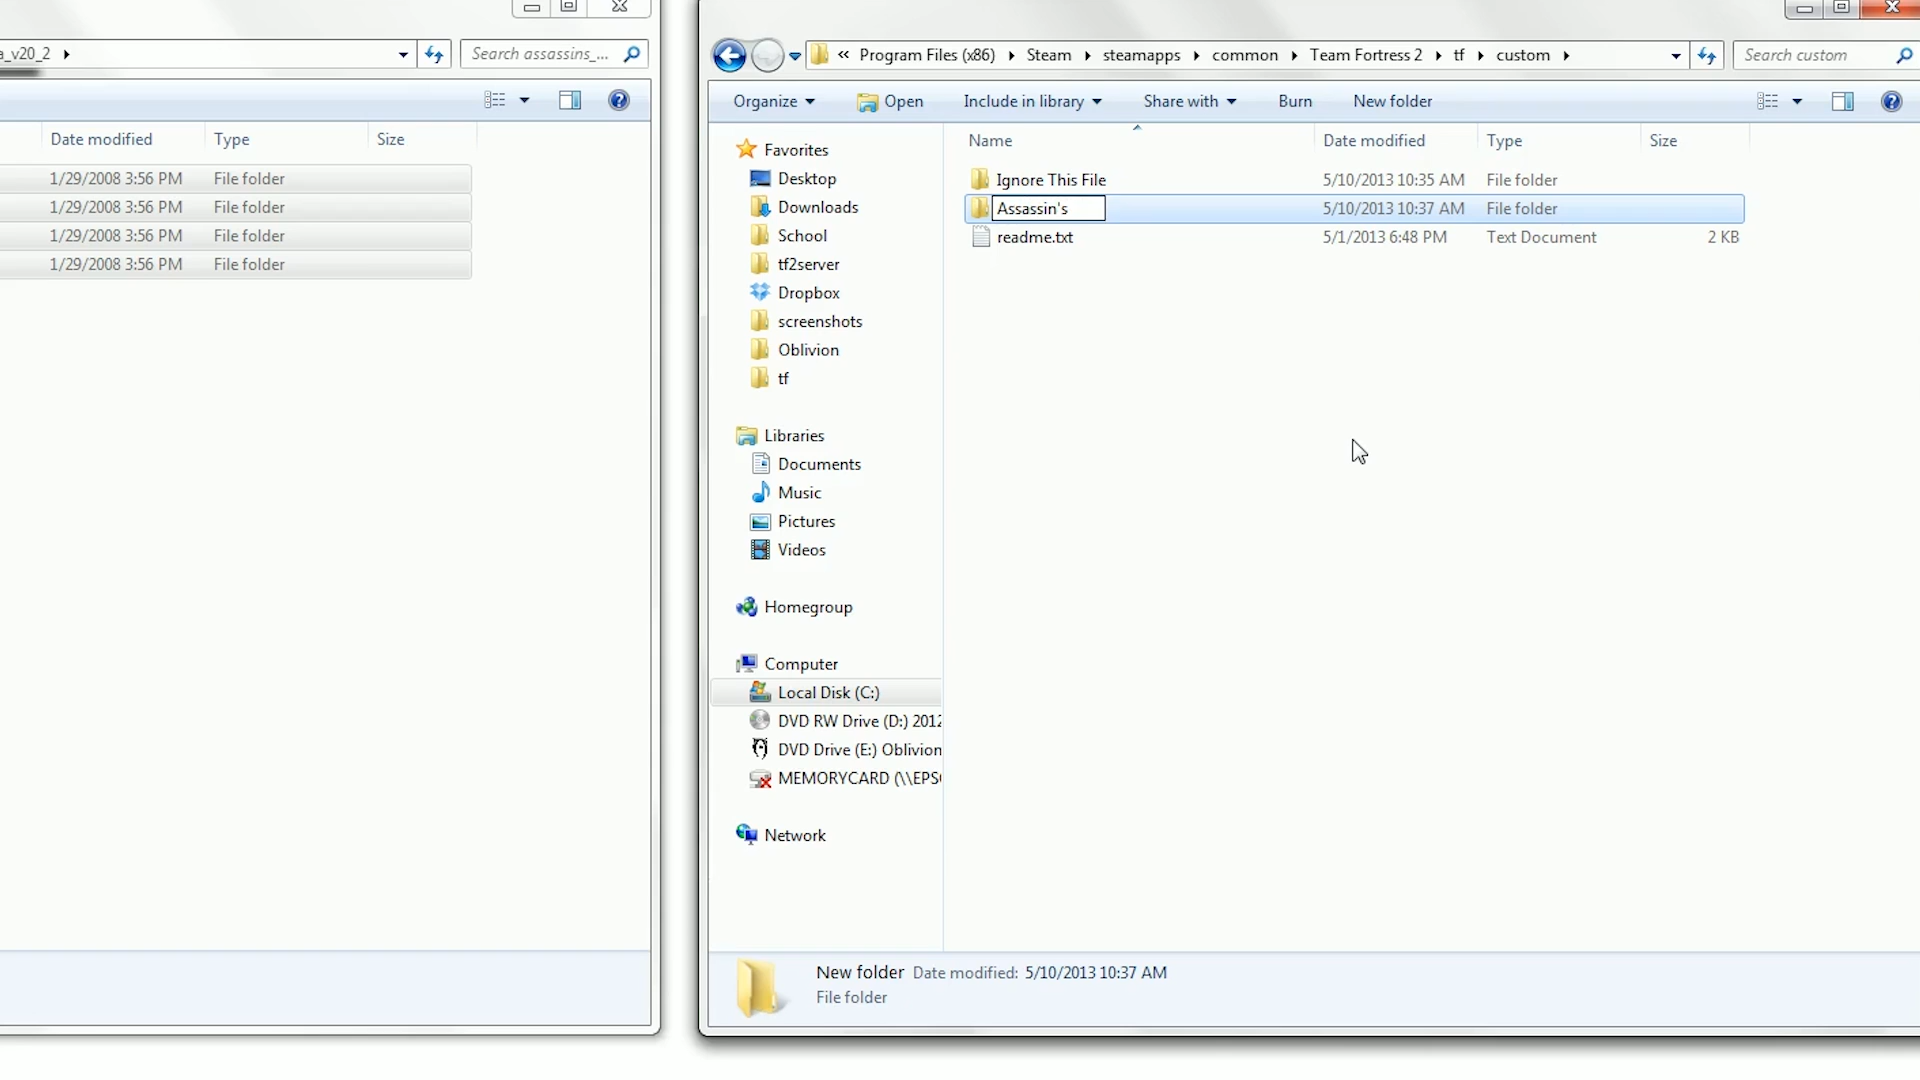 a_v20_2
Search assassins_...
Date modified Type Size
1/29/2008 3:56 PM File folder
1/29/2008 3:56 PM File folder
1/29/2008 3:56 PM File folder
1/29/2008 3:56 PM File folder
« Program Files (x86) Steam steamapps common Team Fortress 2 tf custom
Search custom
Organize Open Include in library Share with Burn New folder
Name Date modified Type Size
Favorites
Desktop
Downloads
School
tf2server
Dropbox
screenshots
Oblivion
tf
Libraries
Documents
Music
Pictures
Videos
Homegroup
Computer
Local Disk (C:)
DVD RW Drive (D:) 2012
DVD Drive (E:) Oblivion
MEMORYCARD (\\EPS
Network
Ignore This File 5/10/2013 10:35 AM File folder
Assassin's 5/10/2013 10:37 AM File folder
readme.txt 5/1/2013 6:48 PM Text Document 2 KB
New folder Date modified: 5/10/2013 10:37 AM
File folder